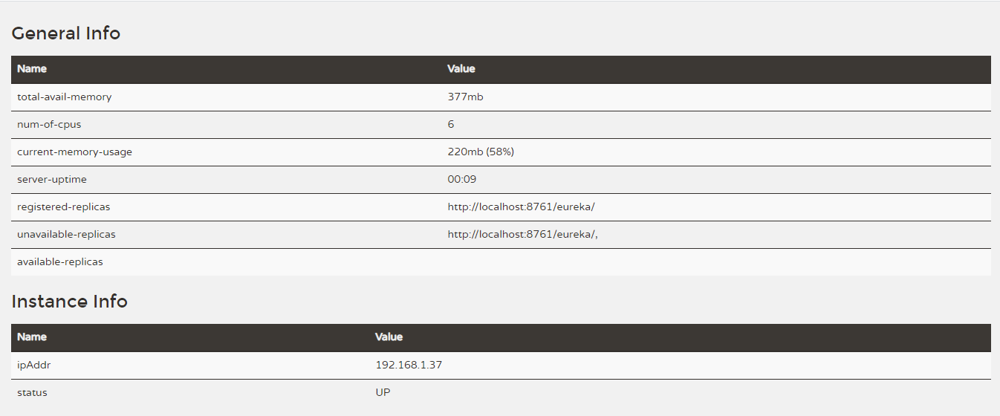 General Info
Name Value
total-avail-memory 377mb
num-of-cpus 6
current-memory-usage 220mb (58%)
server-uptime 00:09
registered-replicas http://localhost:8761/eureka/
unavailable-replicas http://localhost:8761/eureka/,
available-replicas
Instance Info
Name Value
ipAddr 192.168.1.37
status UP